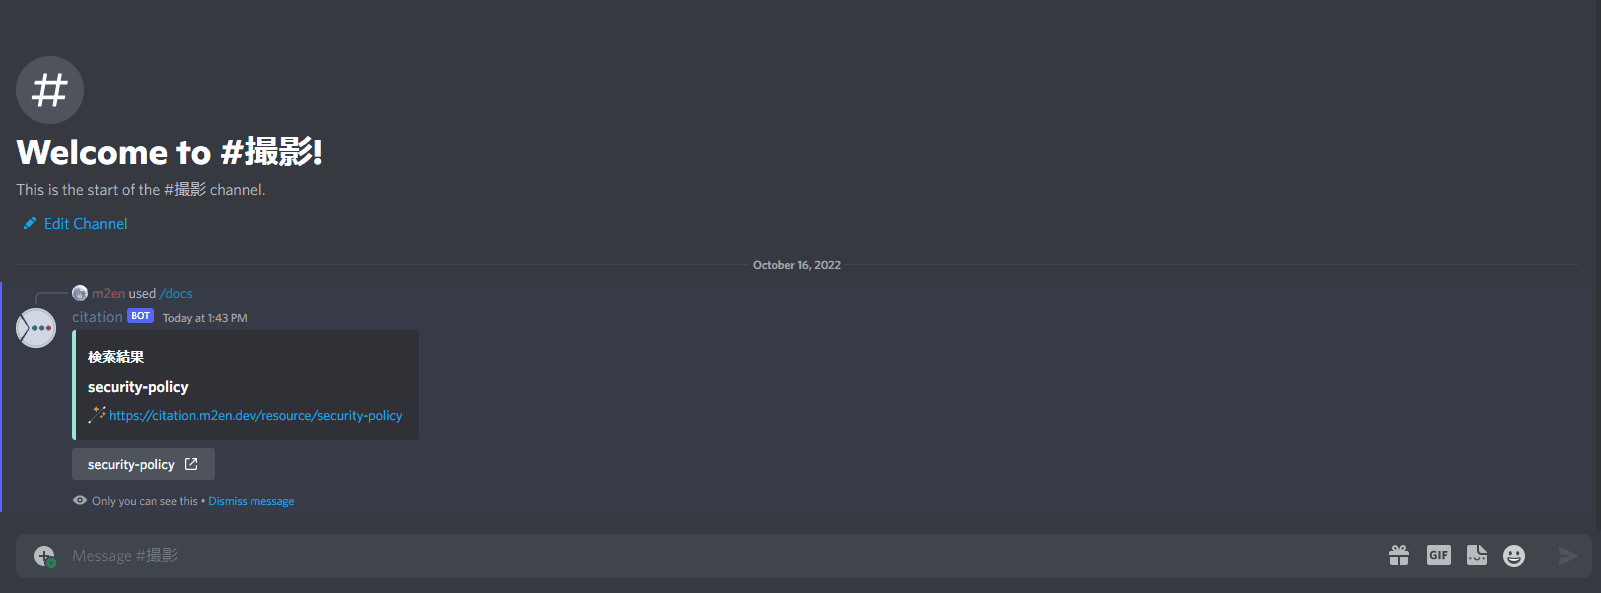 #
Welcome to #撮影!
This is the start of the #撮影 channel.
Edit Channel
October 16, 2022
m2en used /docs
citation BOT Today at 1:43 PM
検索結果
security-policy
https://citation.m2en.dev/resource/security-policy
security-policy
Only you can see this • Dismiss message
Message #撮影
GIF